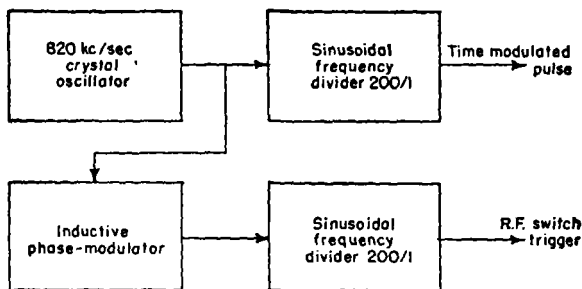 820 kc/sec
crystal
oscillator
Sinusoidal
frequency
divider 200/1
Time modulated
pulse
Inductive
phase-modulator
Sinusoidal
frequency
divider 200/1
R.F. switch
trigger